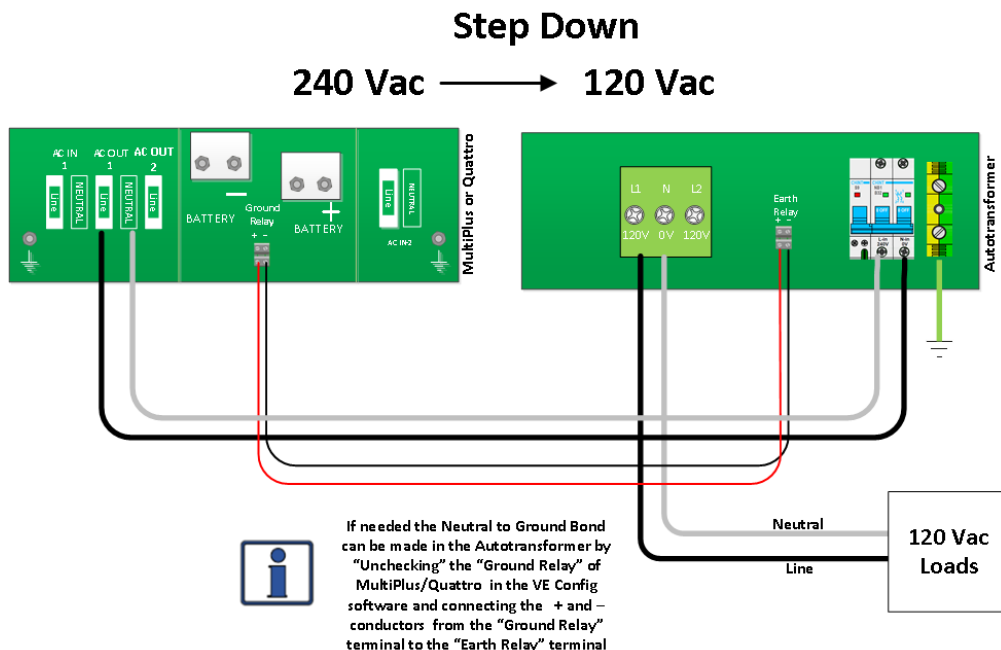 Step Down
240 Vac
120 Vac
AC IN
1
AC OUT
1
AC OUT
2
Line
NEUTRAL
Line
NEUTRAL
Line
BATTERY
Ground
Relay
+ -
+
BATTERY
Line
NEUTRAL
AC IN-2
MultiPlus or Quattro
L1 N L2
120V 0V 120V
Earth
Relay
+ -
L-in
240V
N-in
0V
Autotransformer
Neutral
Line
120 Vac
Loads
i
If needed the Neutral to Ground Bond
can be made in the Autotransformer by
“Unchecking” the “Ground Relay” of
MultiPlus/Quattro in the VE Config
software and connecting the + and –
conductors from the “Ground Relay”
terminal to the “Earth Relay” terminal